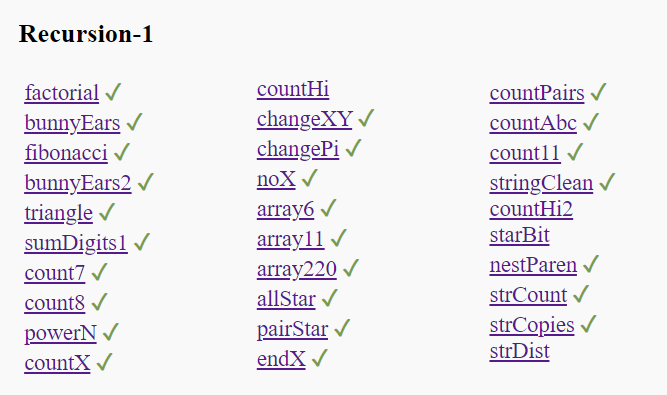 Recursion-1
factorial ✓
bunnyEars ✓
fibonacci ✓
bunnyEars2 ✓
triangle ✓
sumDigits1 ✓
count7 ✓
count8 ✓
powerN ✓
countX ✓
countHi
changeXY ✓
changePi ✓
noX ✓
array6 ✓
array11 ✓
array220 ✓
allStar ✓
pairStar ✓
endX ✓
countPairs ✓
countAbc ✓
count11 ✓
stringClean ✓
countHi2
starBit
nestParen ✓
strCount ✓
strCopies ✓
strDist